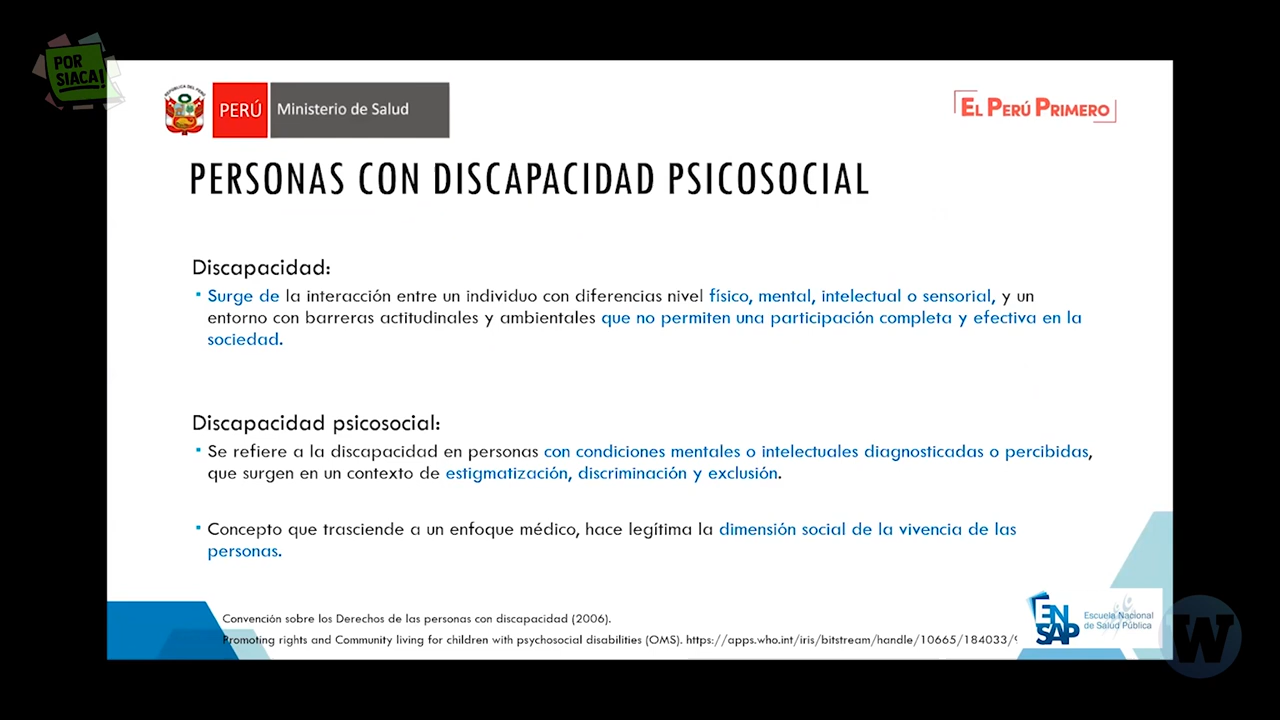 POR
SIACA!
REPÚBLICA DEL PERÚ
PERÚ
Ministerio de Salud
EL PERÚ PRIMERO
PERSONAS CON DISCAPACIDAD PSICOSOCIAL
Discapacidad:
▪ Surge de la interacción entre un individuo con diferencias nivel físico, mental, intelectual o sensorial, y un
entorno con barreras actitudinales y ambientales que no permiten una participación completa y efectiva en la
sociedad.
Discapacidad psicosocial:
▪ Se refiere a la discapacidad en personas con condiciones mentales o intelectuales diagnosticadas o percibidas,
que surgen en un contexto de estigmatización, discriminación y exclusión.
▪ Concepto que trasciende a un enfoque médico, hace legítima la dimensión social de la vivencia de las
personas.
Convención sobre los Derechos de las personas con discapacidad (2006).
Promoting rights and Community living for children with psychosocial disabilities (OMS). https://apps.who.int/iris/bitstream/handle/10665/184033/
ENSAP
Escuela Nacional
de Salud Pública
W